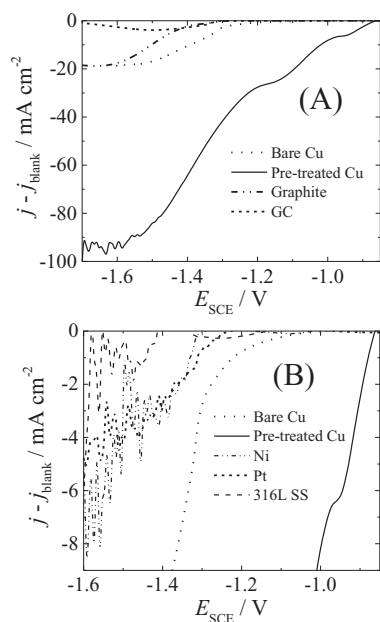 0
-20
-40
-60
-80
-100
j - j_blank / mA cm⁻²
(A)
Bare Cu
Pre-treated Cu
Graphite
GC
-1.6 -1.4 -1.2 -1.0
E_SCE / V
0
-2
-4
-6
-8
j - j_blank / mA cm⁻²
(B)
Bare Cu
Pre-treated Cu
Ni
Pt
316L SS
-1.6 -1.4 -1.2 -1.0 -0.8
E_SCE / V